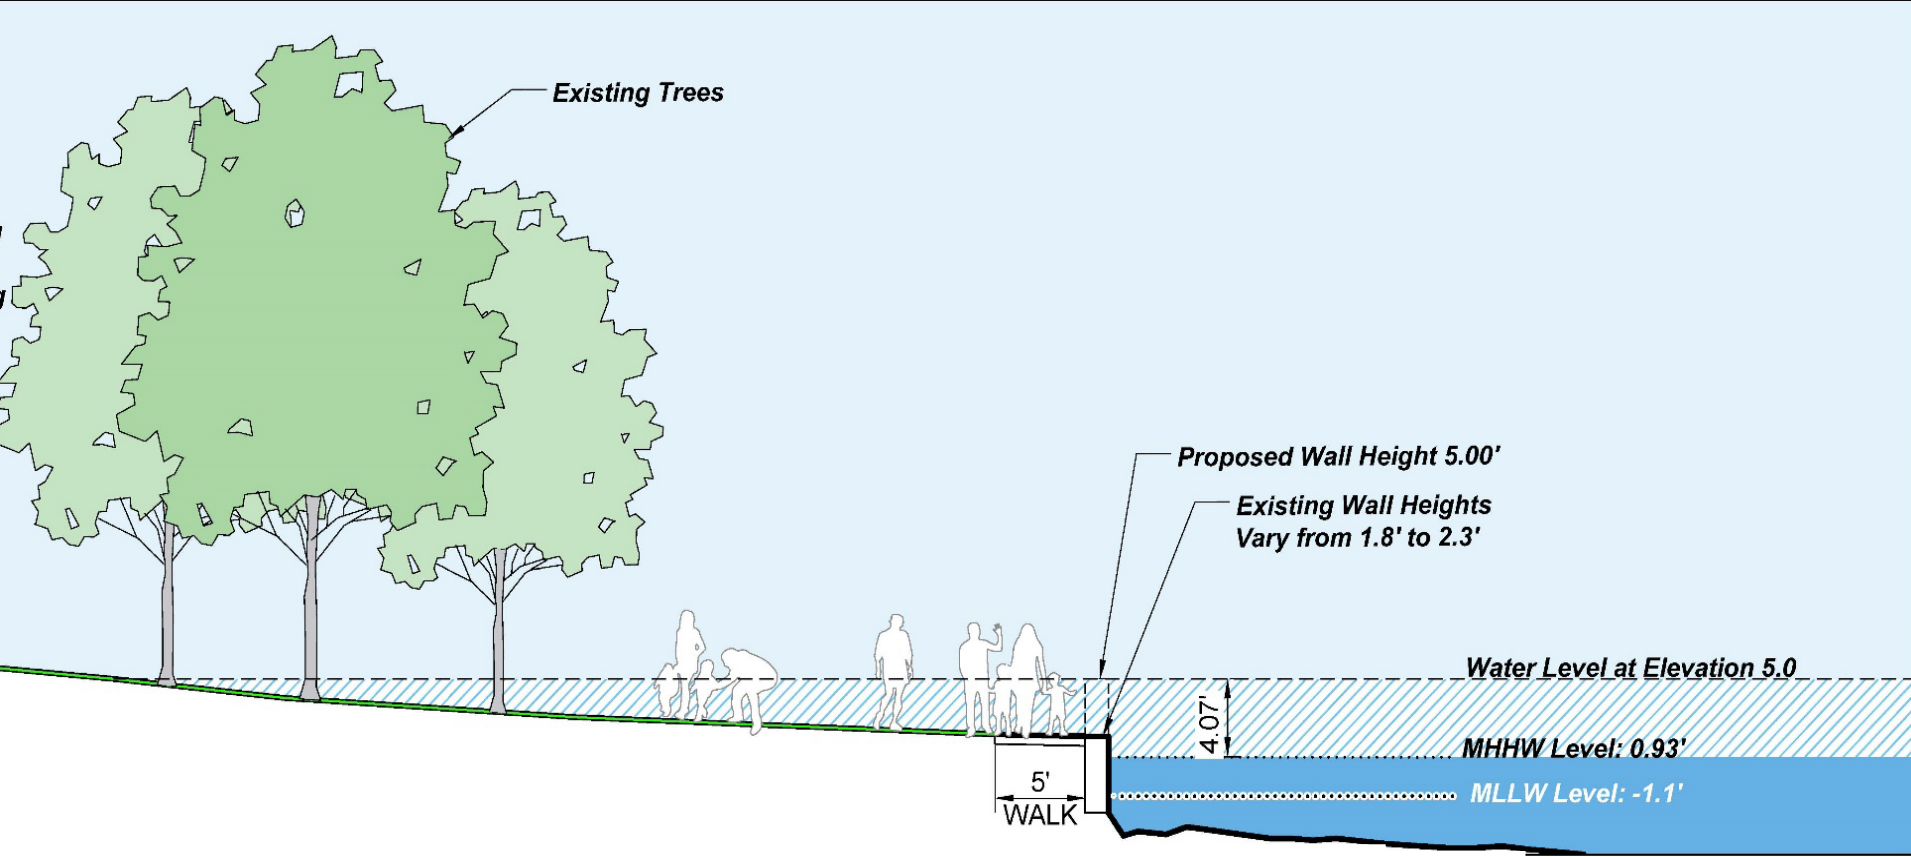 Existing Trees
Proposed Wall Height 5.00'
Existing Wall Heights
Vary from 1.8' to 2.3'
Water Level at Elevation 5.0
4.07'
MHHW Level: 0.93'
5'
WALK
MLLW Level: -1.1'